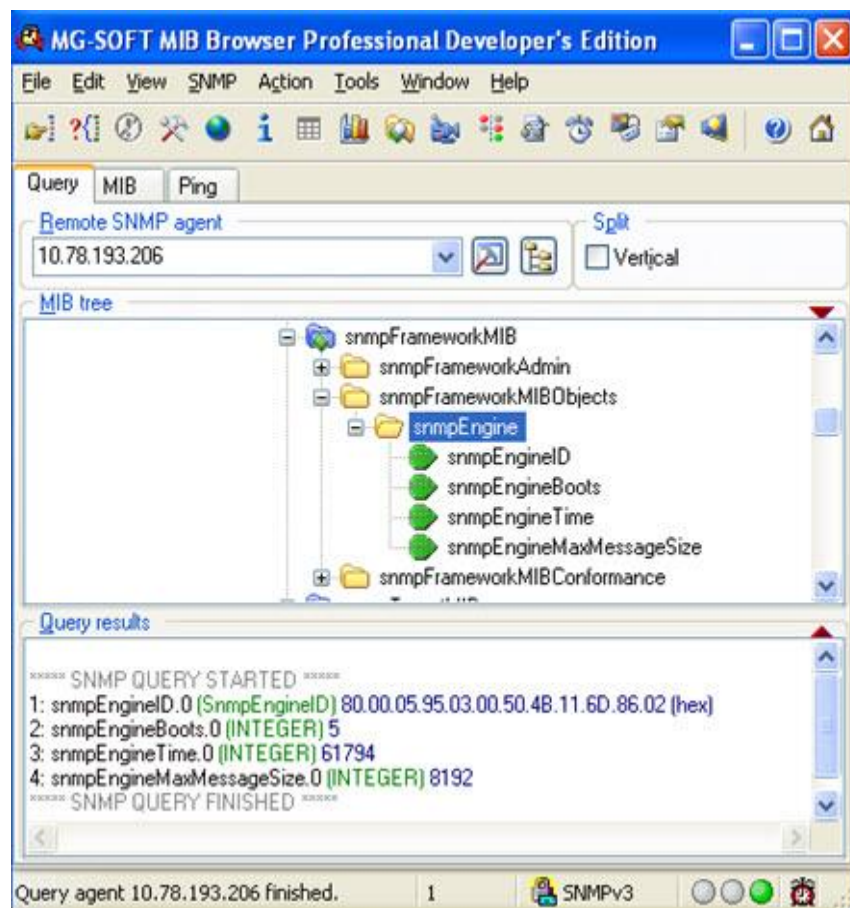 MG-SOFT MIB Browser Professional Developer's Edition
File Edit View SNMP Action Tools Window Help
Query MIB Ping
Remote SNMP agent
Split
10.78.193.206
Vertical
MIB tree
snmpFrameworkMIB
snmpFrameworkAdmin
snmpFrameworkMIBObjects
snmpEngine
snmpEngineID
snmpEngineBoots
snmpEngineTime
snmpEngineMaxMessageSize
snmpFrameworkMIBConformance
Query results
***** SNMP QUERY STARTED *****
1: snmpEngineID.0 (SnmpEngineID) 80.00.05.95.03.00.50.4B.11.6D.86.02 (hex)
2: snmpEngineBoots.0 (INTEGER) 5
3: snmpEngineTime.0 (INTEGER) 61794
4: snmpEngineMaxMessageSize.0 (INTEGER) 8192
***** SNMP QUERY FINISHED *****
Query agent 10.78.193.206 finished. 1 SNMPv3